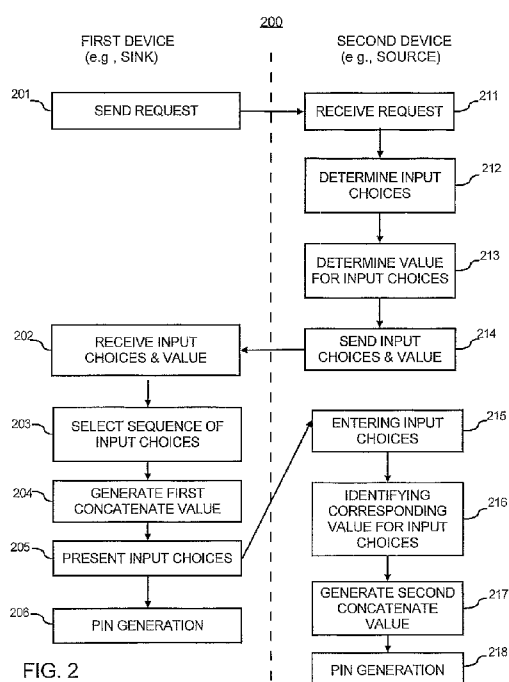 200
FIRST DEVICE
(e.g , SINK)
SECOND DEVICE
(e g., SOURCE)
201
SEND REQUEST
RECEIVE REQUEST
211
DETERMINE INPUT
CHOICES
212
DETERMINE VALUE
FOR INPUT CHOICES
213
202
RECEIVE INPUT
CHOICES & VALUE
SEND INPUT
CHOICES & VALUE
214
203
SELECT SEQUENCE OF
INPUT CHOICES
ENTERING INPUT
CHOICES
215
204
GENERATE FIRST
CONCATENATE VALUE
IDENTIFYING
CORRESPONDING
VALUE FOR INPUT
CHOICES
216
205
PRESENT INPUT CHOICES
GENERATE SECOND
CONCATENATE
VALUE
217
206
PIN GENERATION
PIN GENERATION
218
FIG. 2